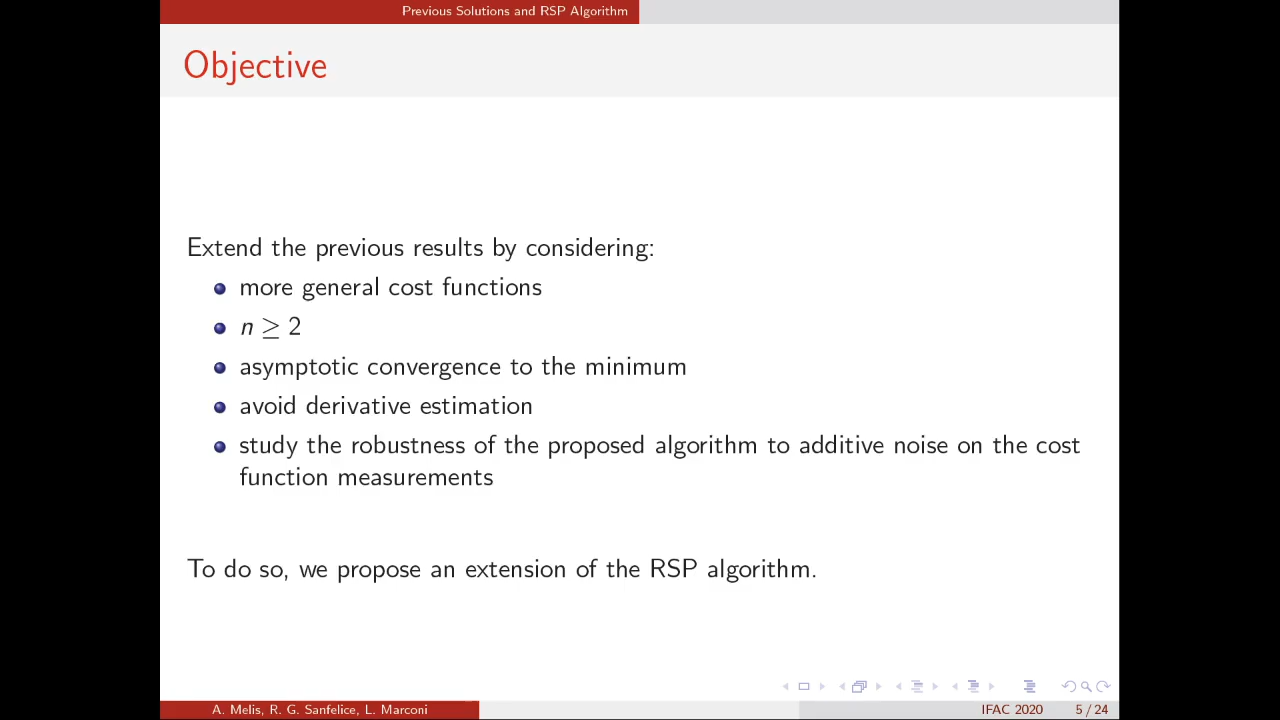 Previous Solutions and RSP Algorithm
Objective
Extend the previous results by considering:
more general cost functions
n ≥ 2
asymptotic convergence to the minimum
avoid derivative estimation
study the robustness of the proposed algorithm to additive noise on the cost
function measurements
To do so, we propose an extension of the RSP algorithm.
A. Melis, R. G. Sanfelice, L. Marconi
IFAC 2020
5 / 24